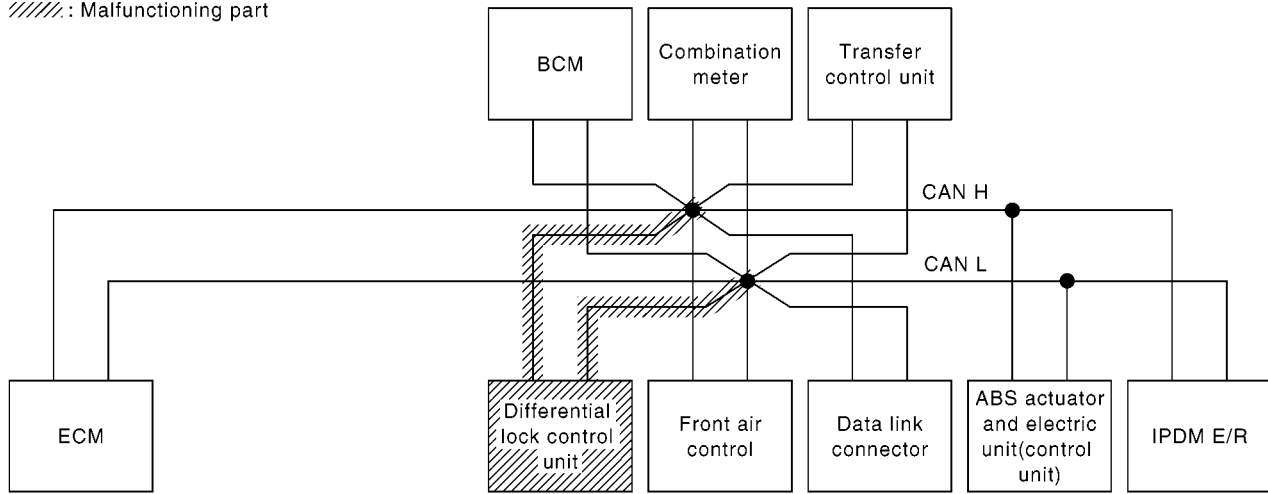 : Malfunctioning part
BCM
Combination
meter
Transfer
control unit
CAN H
CAN L
ECM
Differential
lock control
unit
Front air
control
Data link
connector
ABS actuator
and electric
unit(control
unit)
IPDM E/R